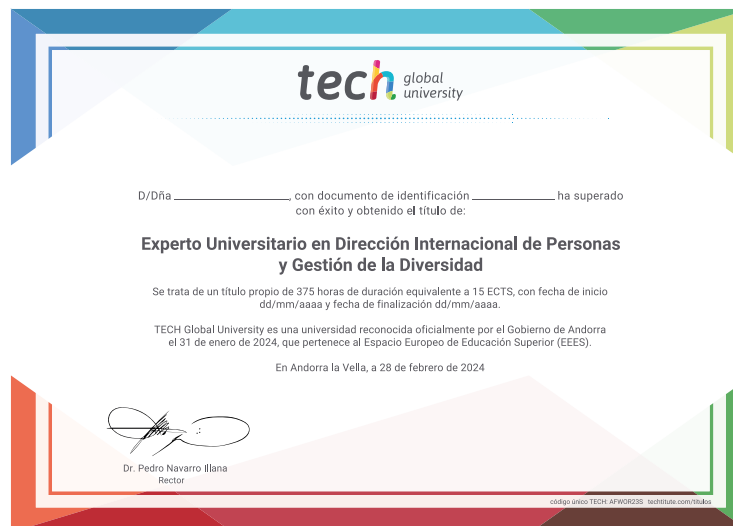 tech global university
D/Dña ____________, con documento de identificación ____________ ha superado
con éxito y obtenido el título de:
Experto Universitario en Dirección Internacional de Personas
y Gestión de la Diversidad
Se trata de un título propio de 375 horas de duración equivalente a 15 ECTS, con fecha de inicio
dd/mm/aaaa y fecha de finalización dd/mm/aaaa.
TECH Global University es una universidad reconocida oficialmente por el Gobierno de Andorra
el 31 de enero de 2024, que pertenece al Espacio Europeo de Educación Superior (EEES).
En Andorra la Vella, a 28 de febrero de 2024
Dr. Pedro Navarro Illana
Rector
código único TECH: AFWOR23S techtitute.com/titulos